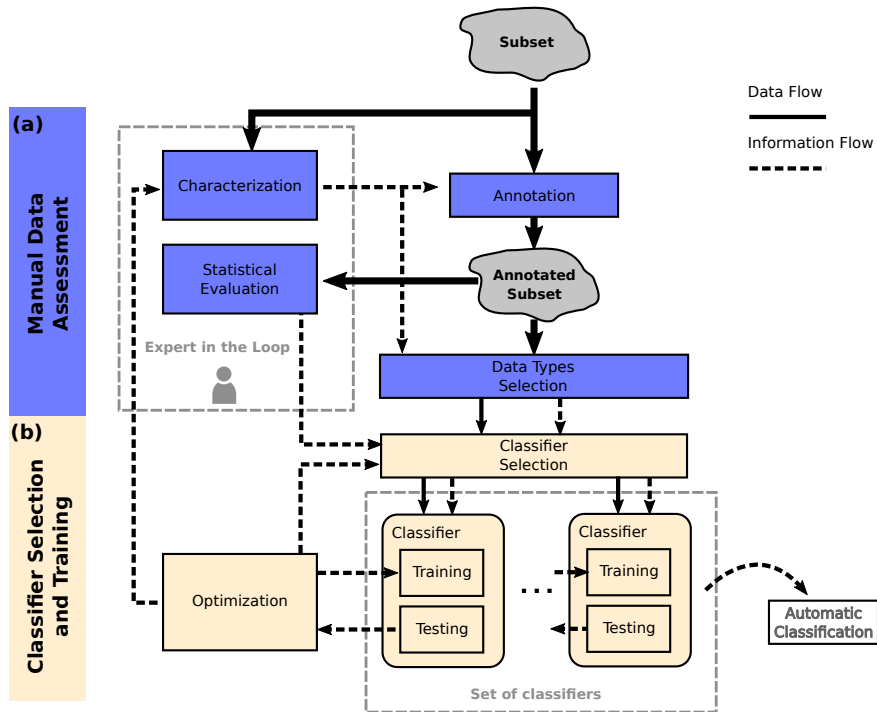 Subset
Data Flow
Information Flow
(a)
Manual Data
Assessment
Characterization
Annotation
Statistical
Evaluation
Annotated
Subset
Expert in the Loop
Data Types
Selection
(b)
Classifier Selection
and Training
Classifier
Selection
Classifier
Training
Testing
....
Classifier
Training
Testing
Optimization
Automatic
Classification
Set of classifiers